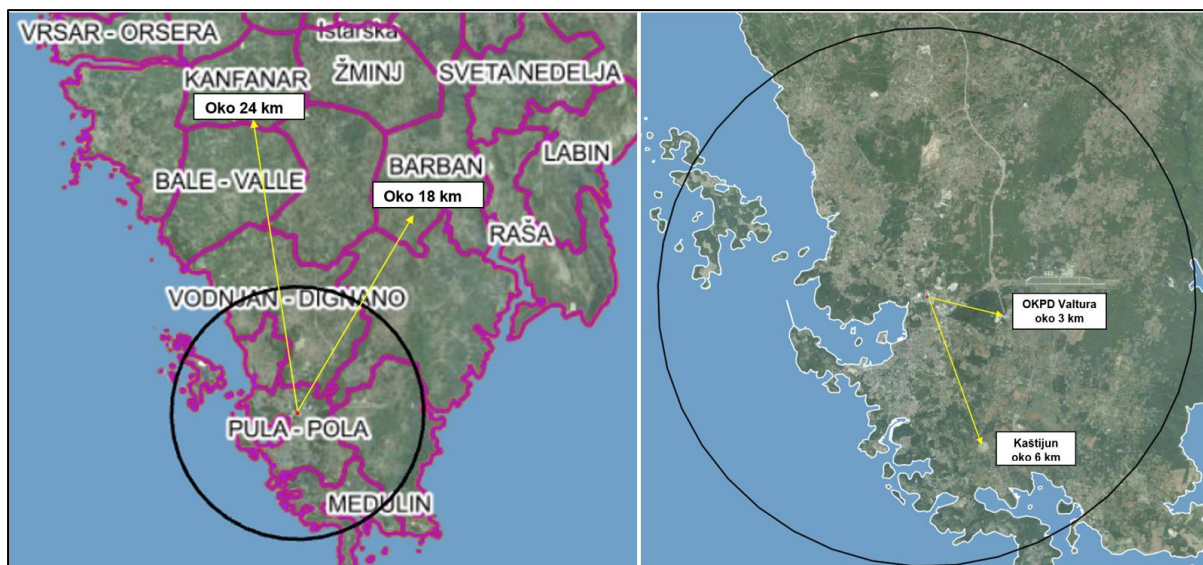 VRSAR - ORSERA
Istarska
KANFANAR
ŽMINJ
SVETA NEDELJA
Oko 24 km
BALE - VALLE
BARBAN
LABIN
Oko 18 km
RAŠA
VODNJAN - DIGNANO
PULA - POLA
MEDULIN
OKPD Valtura
oko 3 km
Kaštijun
oko 6 km